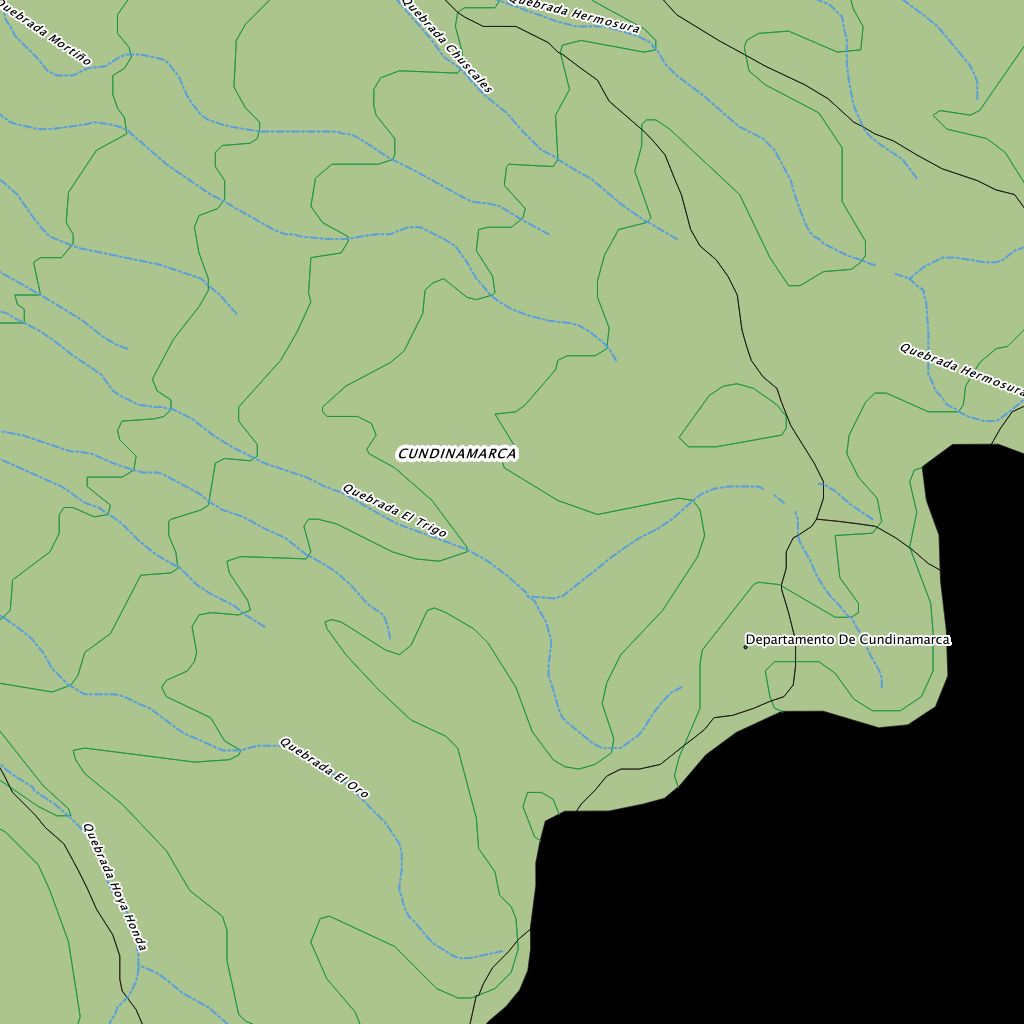 Quebrada Mortiño
Quebrada Chuscales
Quebrada Hermosura
Quebrada Hermosura
CUNDINAMARCA
Quebrada El Trigo
Departamento De Cundinamarca
Quebrada El Oro
Quebrada Hoya Honda